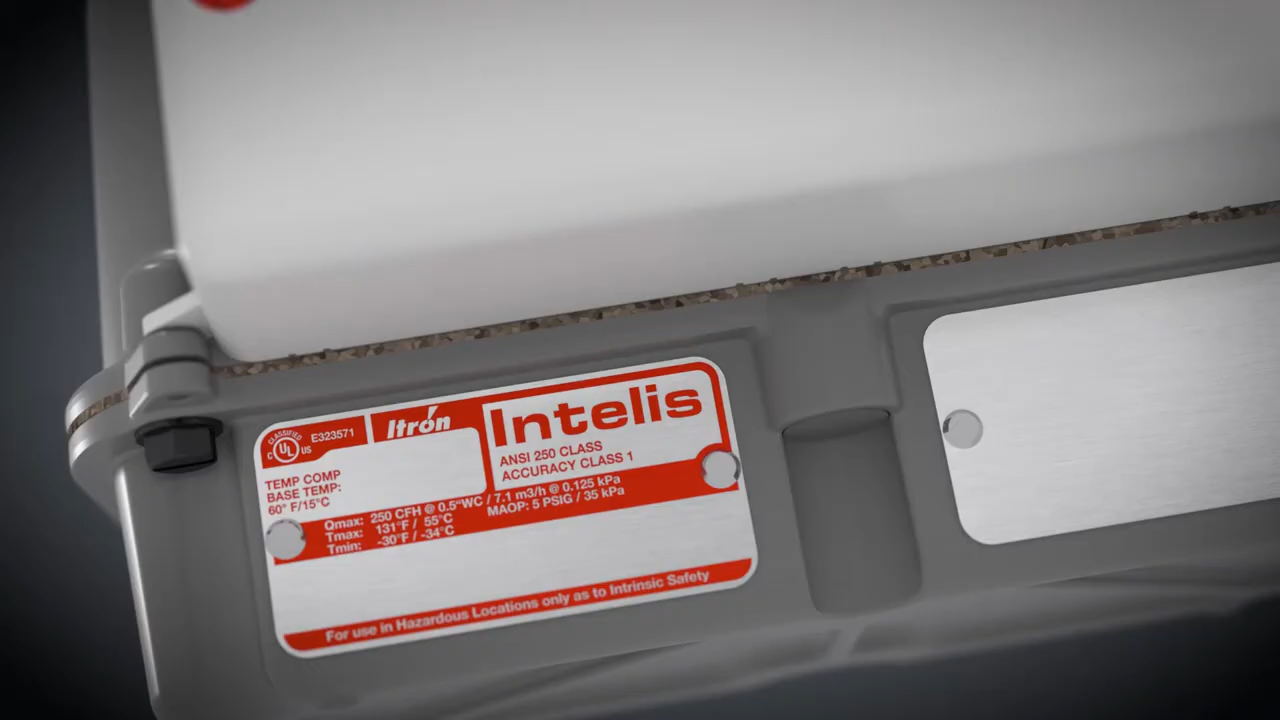 CLASSIFIED
C UL US
E323571
Itrón
Intelis
ANSI 250 CLASS
ACCURACY CLASS 1
TEMP COMP
BASE TEMP:
60° F/15°C
Qmax: 250 CFH @ 0.5"WC / 7.1 m3/h @ 0.125 kPa
Tmax: 131°F / 55°C MAOP: 5 PSIG / 35 kPa
Tmin: -30°F / -34°C
For use in Hazardous Locations only as to Intrinsic Safety